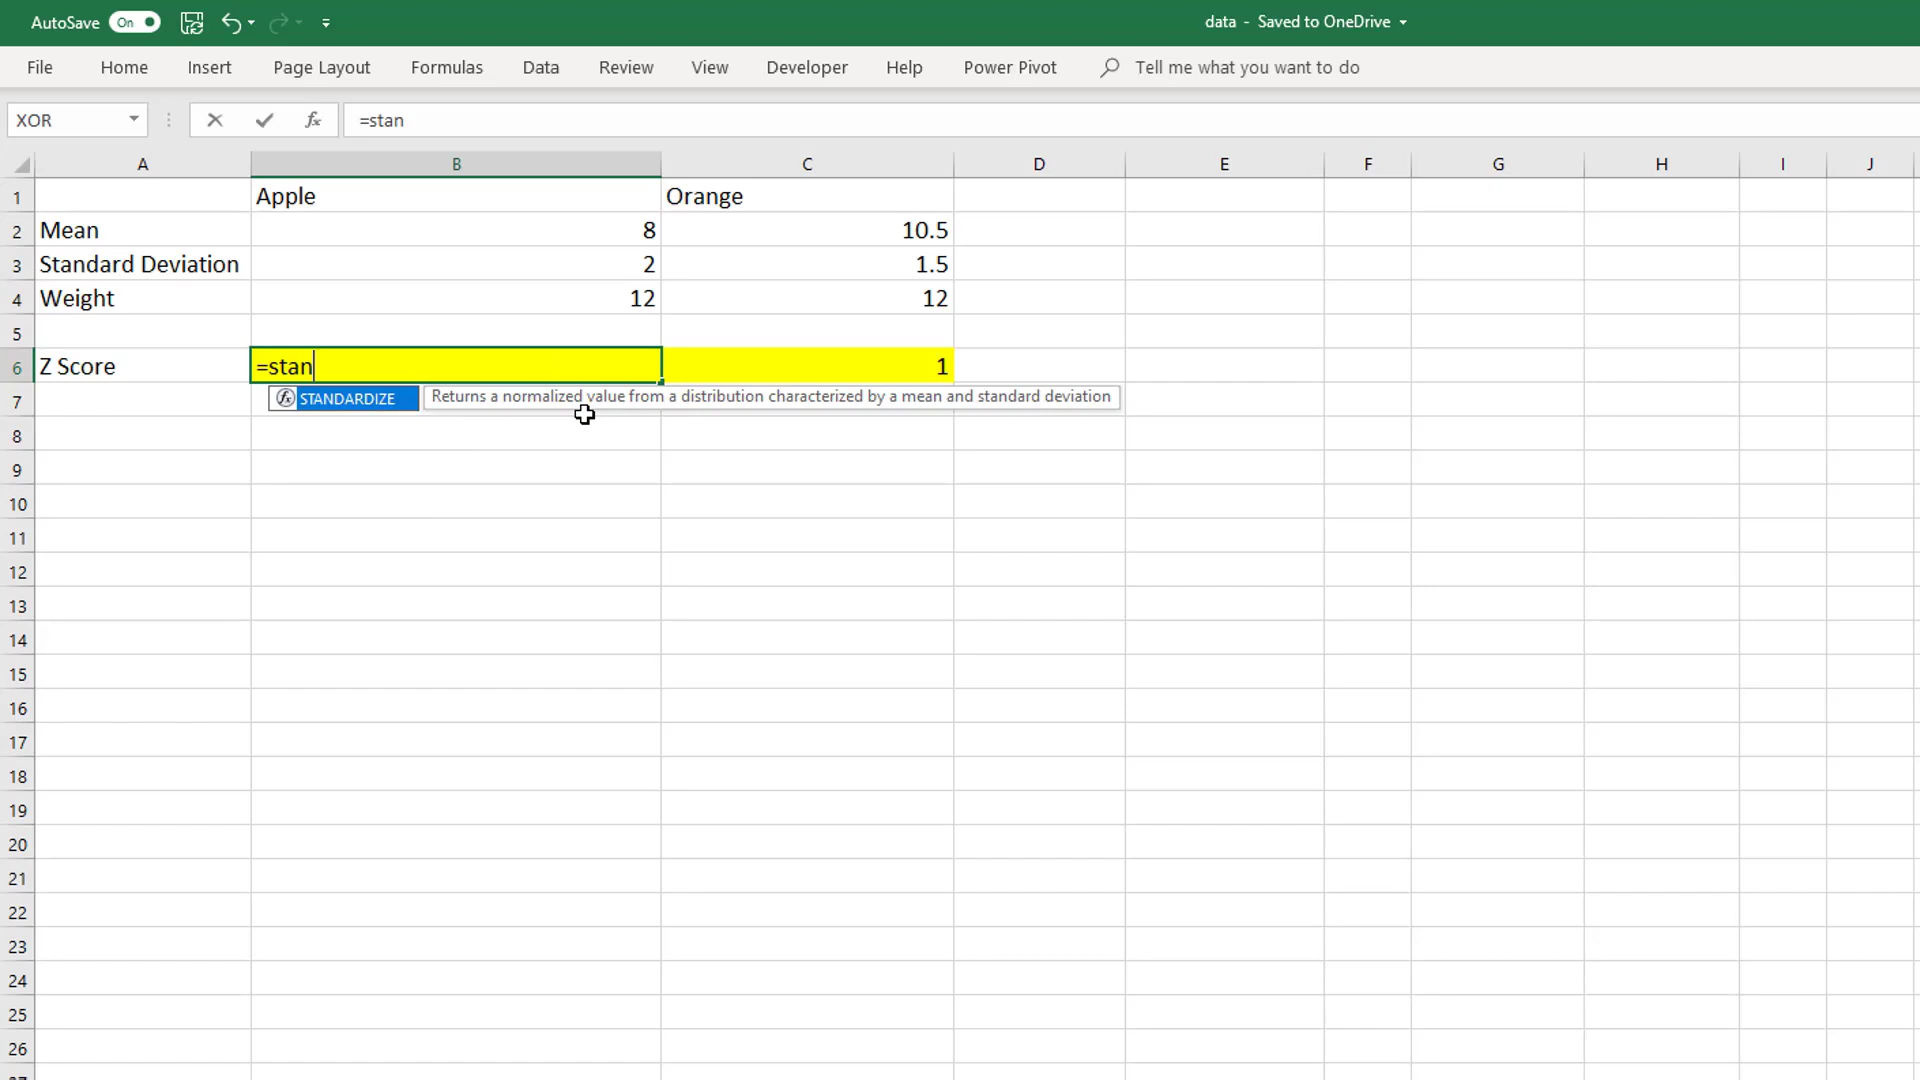 AutoSave On data - Saved to OneDrive
File Home Insert Page Layout Formulas Data Review View Developer Help Power Pivot Tell me what you want to do
XOR fx =stan
A B C D E F G H I J
1 Apple Orange
2 Mean 8 10.5
3 Standard Deviation 2 1.5
4 Weight 12 12
5
6 Z Score =stan 1
7 fx STANDARDIZE Returns a normalized value from a distribution characterized by a mean and standard deviation
8
9
10
11
12
13
14
15
16
17
18
19
20
21
22
23
24
25
26